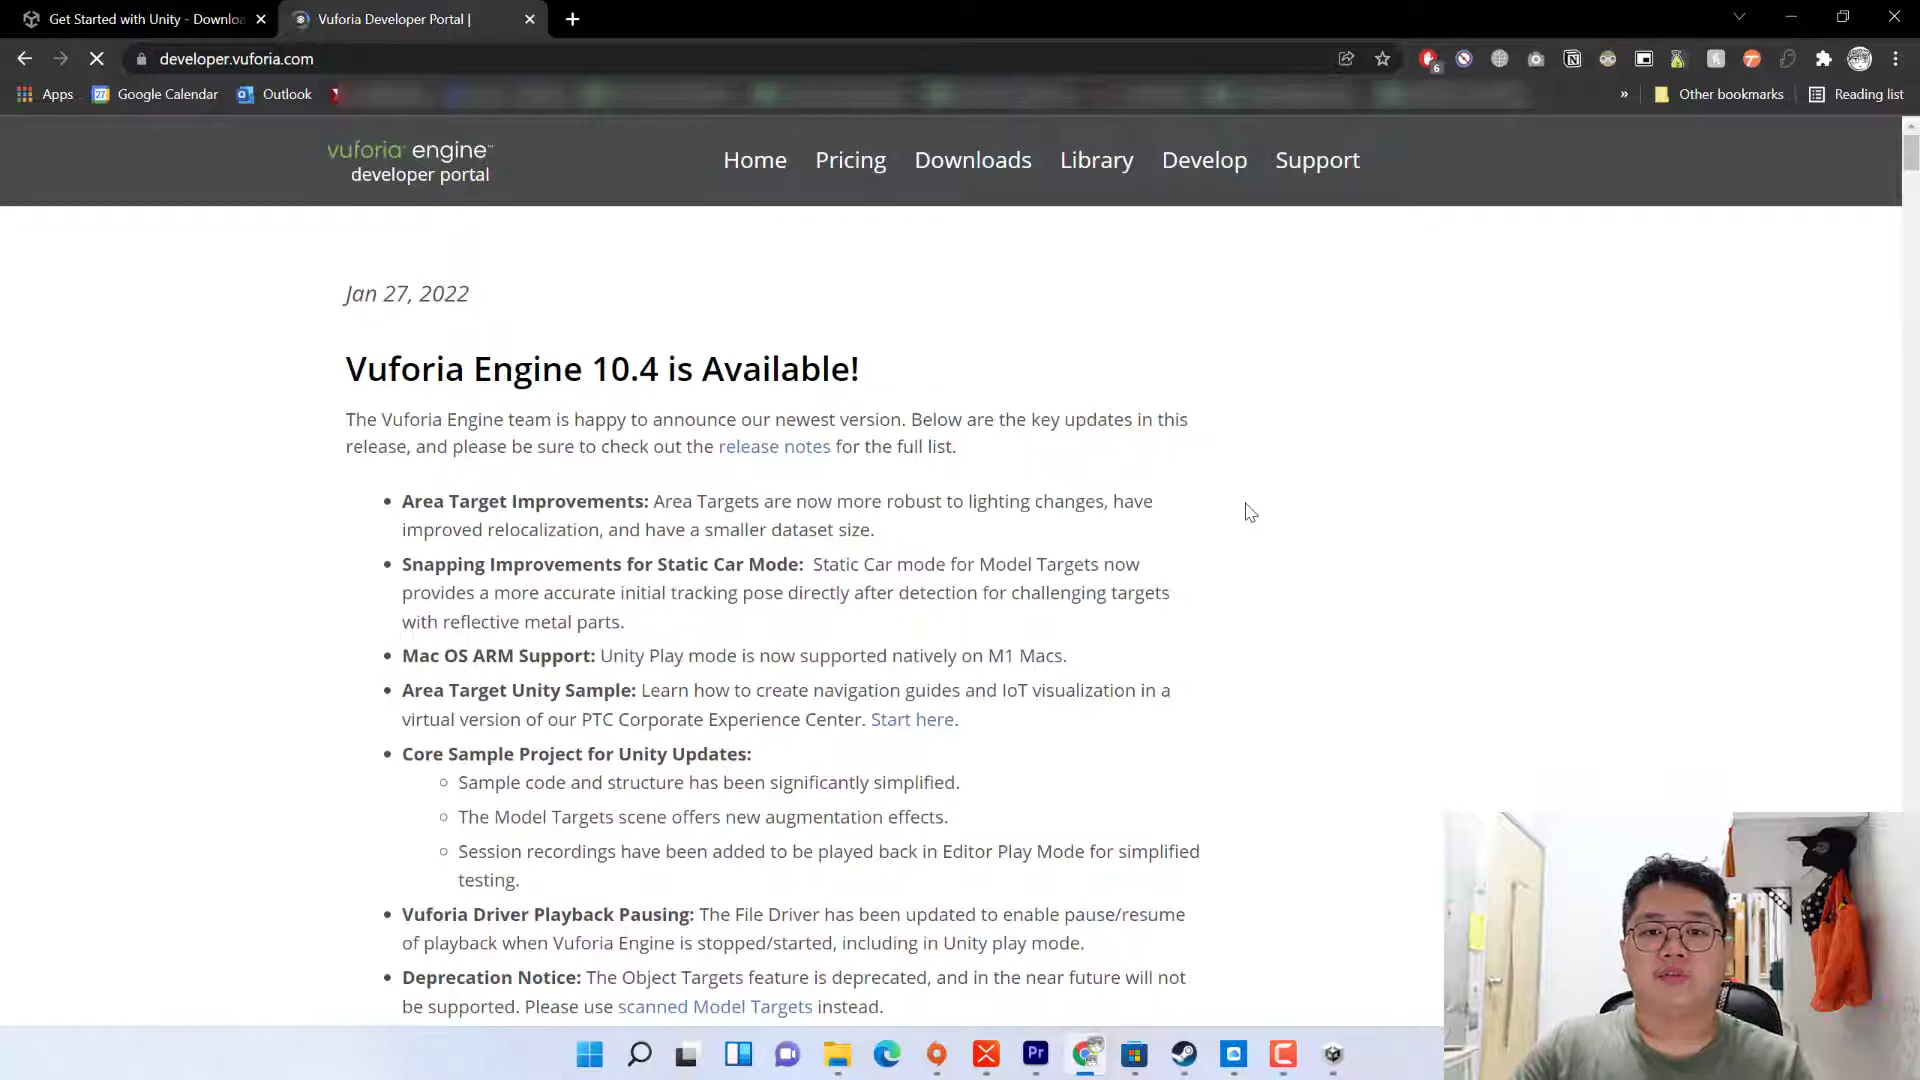 Get Started with Unity - Downloa
Vuforia Developer Portal |
developer.vuforia.com
6
Apps
27
Google Calendar
Outlook
»
Other bookmarks
Reading list
vuforia engine™
developer portal
Home
Pricing
Downloads
Library
Develop
Support
Jan 27, 2022
Vuforia Engine 10.4 is Available!
The Vuforia Engine team is happy to announce our newest version. Below are the key updates in this
release, and please be sure to check out the release notes for the full list.
• Area Target Improvements: Area Targets are now more robust to lighting changes, have
improved relocalization, and have a smaller dataset size.
• Snapping Improvements for Static Car Mode: Static Car mode for Model Targets now
provides a more accurate initial tracking pose directly after detection for challenging targets
with reflective metal parts.
• Mac OS ARM Support: Unity Play mode is now supported natively on M1 Macs.
• Area Target Unity Sample: Learn how to create navigation guides and IoT visualization in a
virtual version of our PTC Corporate Experience Center. Start here.
• Core Sample Project for Unity Updates:
○ Sample code and structure has been significantly simplified.
○ The Model Targets scene offers new augmentation effects.
○ Session recordings have been added to be played back in Editor Play Mode for simplified
testing.
• Vuforia Driver Playback Pausing: The File Driver has been updated to enable pause/resume
of playback when Vuforia Engine is stopped/started, including in Unity play mode.
• Deprecation Notice: The Object Targets feature is deprecated, and in the near future will not
be supported. Please use scanned Model Targets instead.
Pr